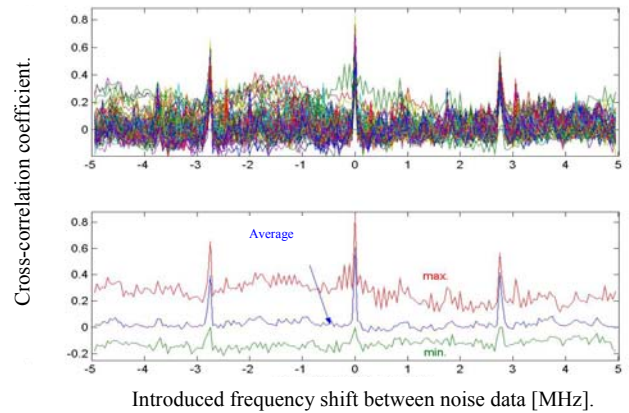 Cross-correlation coefficient.
0.8
0.6
0.4
0.2
0
-5 -4 -3 -2 -1 0 1 2 3 4 5
0.8
0.6
0.4
0.2
0
-0.2
Average
max.
min.
-5 -4 -3 -2 -1 0 1 2 3 4 5
Introduced frequency shift between noise data [MHz].